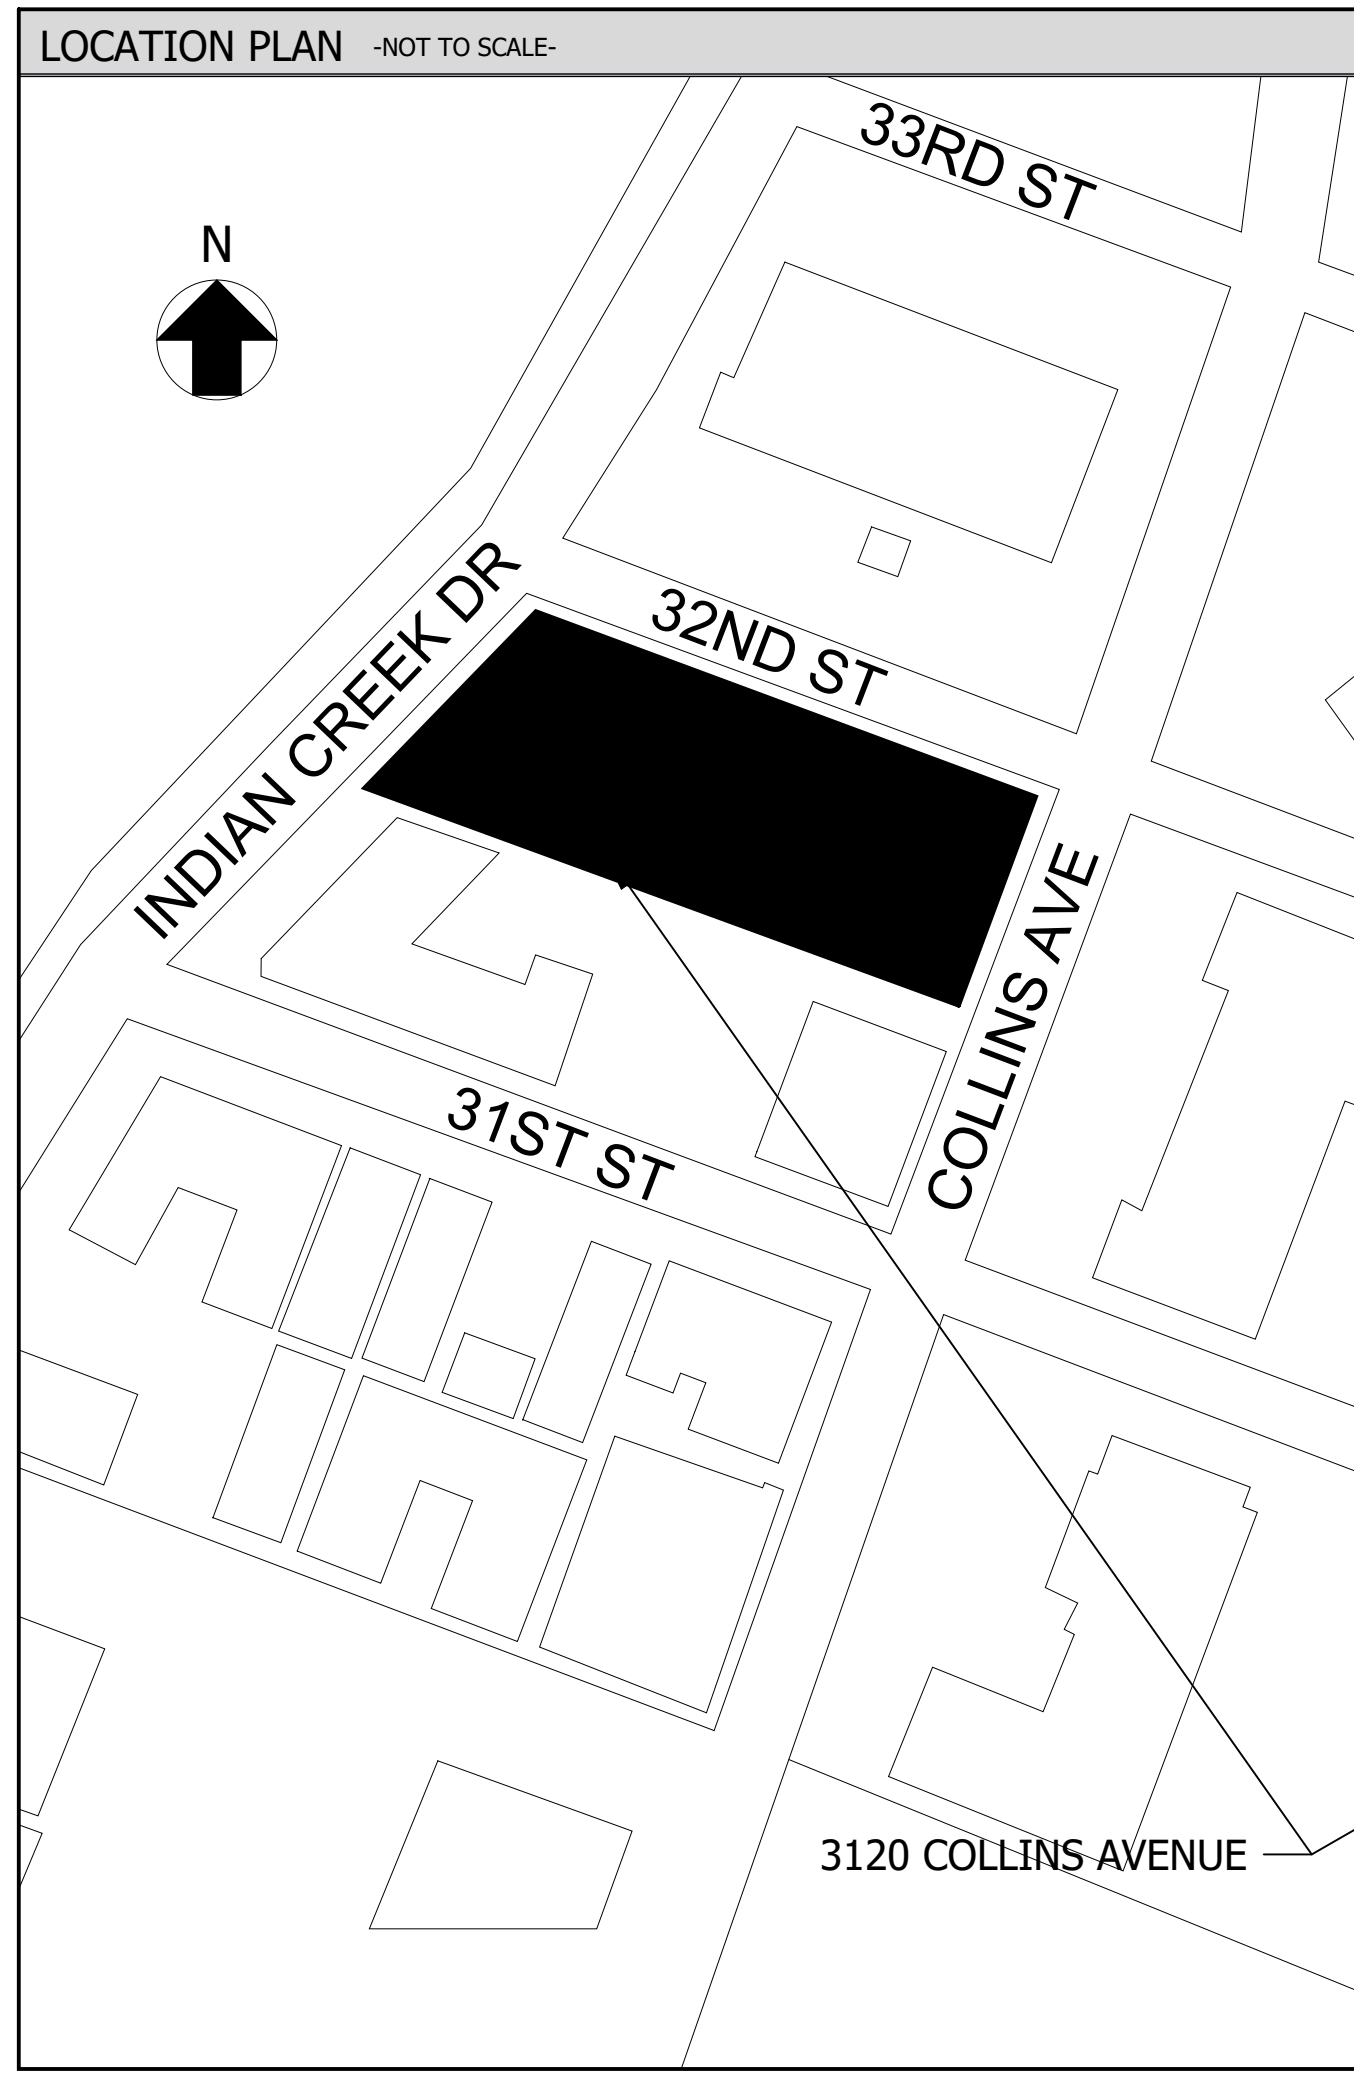 LOCATION PLAN -NOT TO SCALE-
33RD ST
N
32ND ST
INDIAN CREEK DR
COLLINS AVE
31ST ST
3120 COLLINS AVENUE